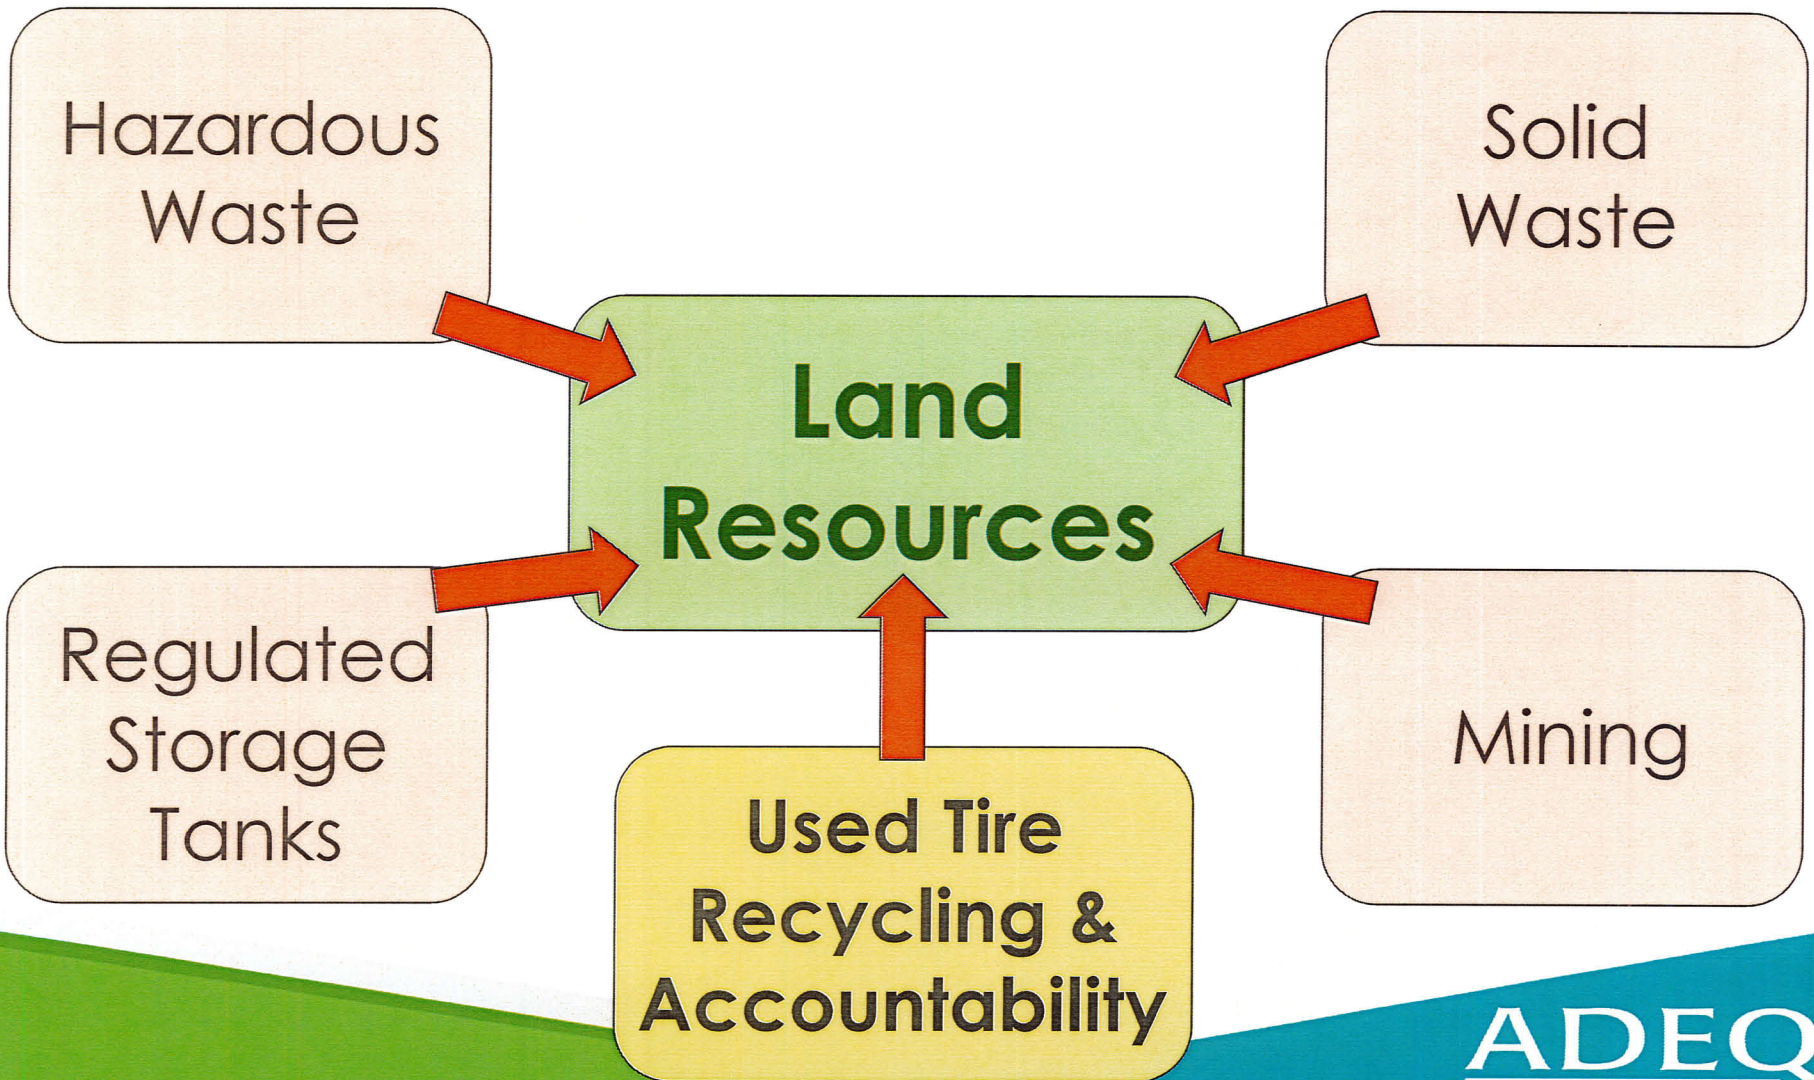 Hazardous
Waste
Solid
Waste
Land
Resources
Regulated
Storage
Tanks
Mining
Used Tire
Recycling &
Accountability
ADEQ